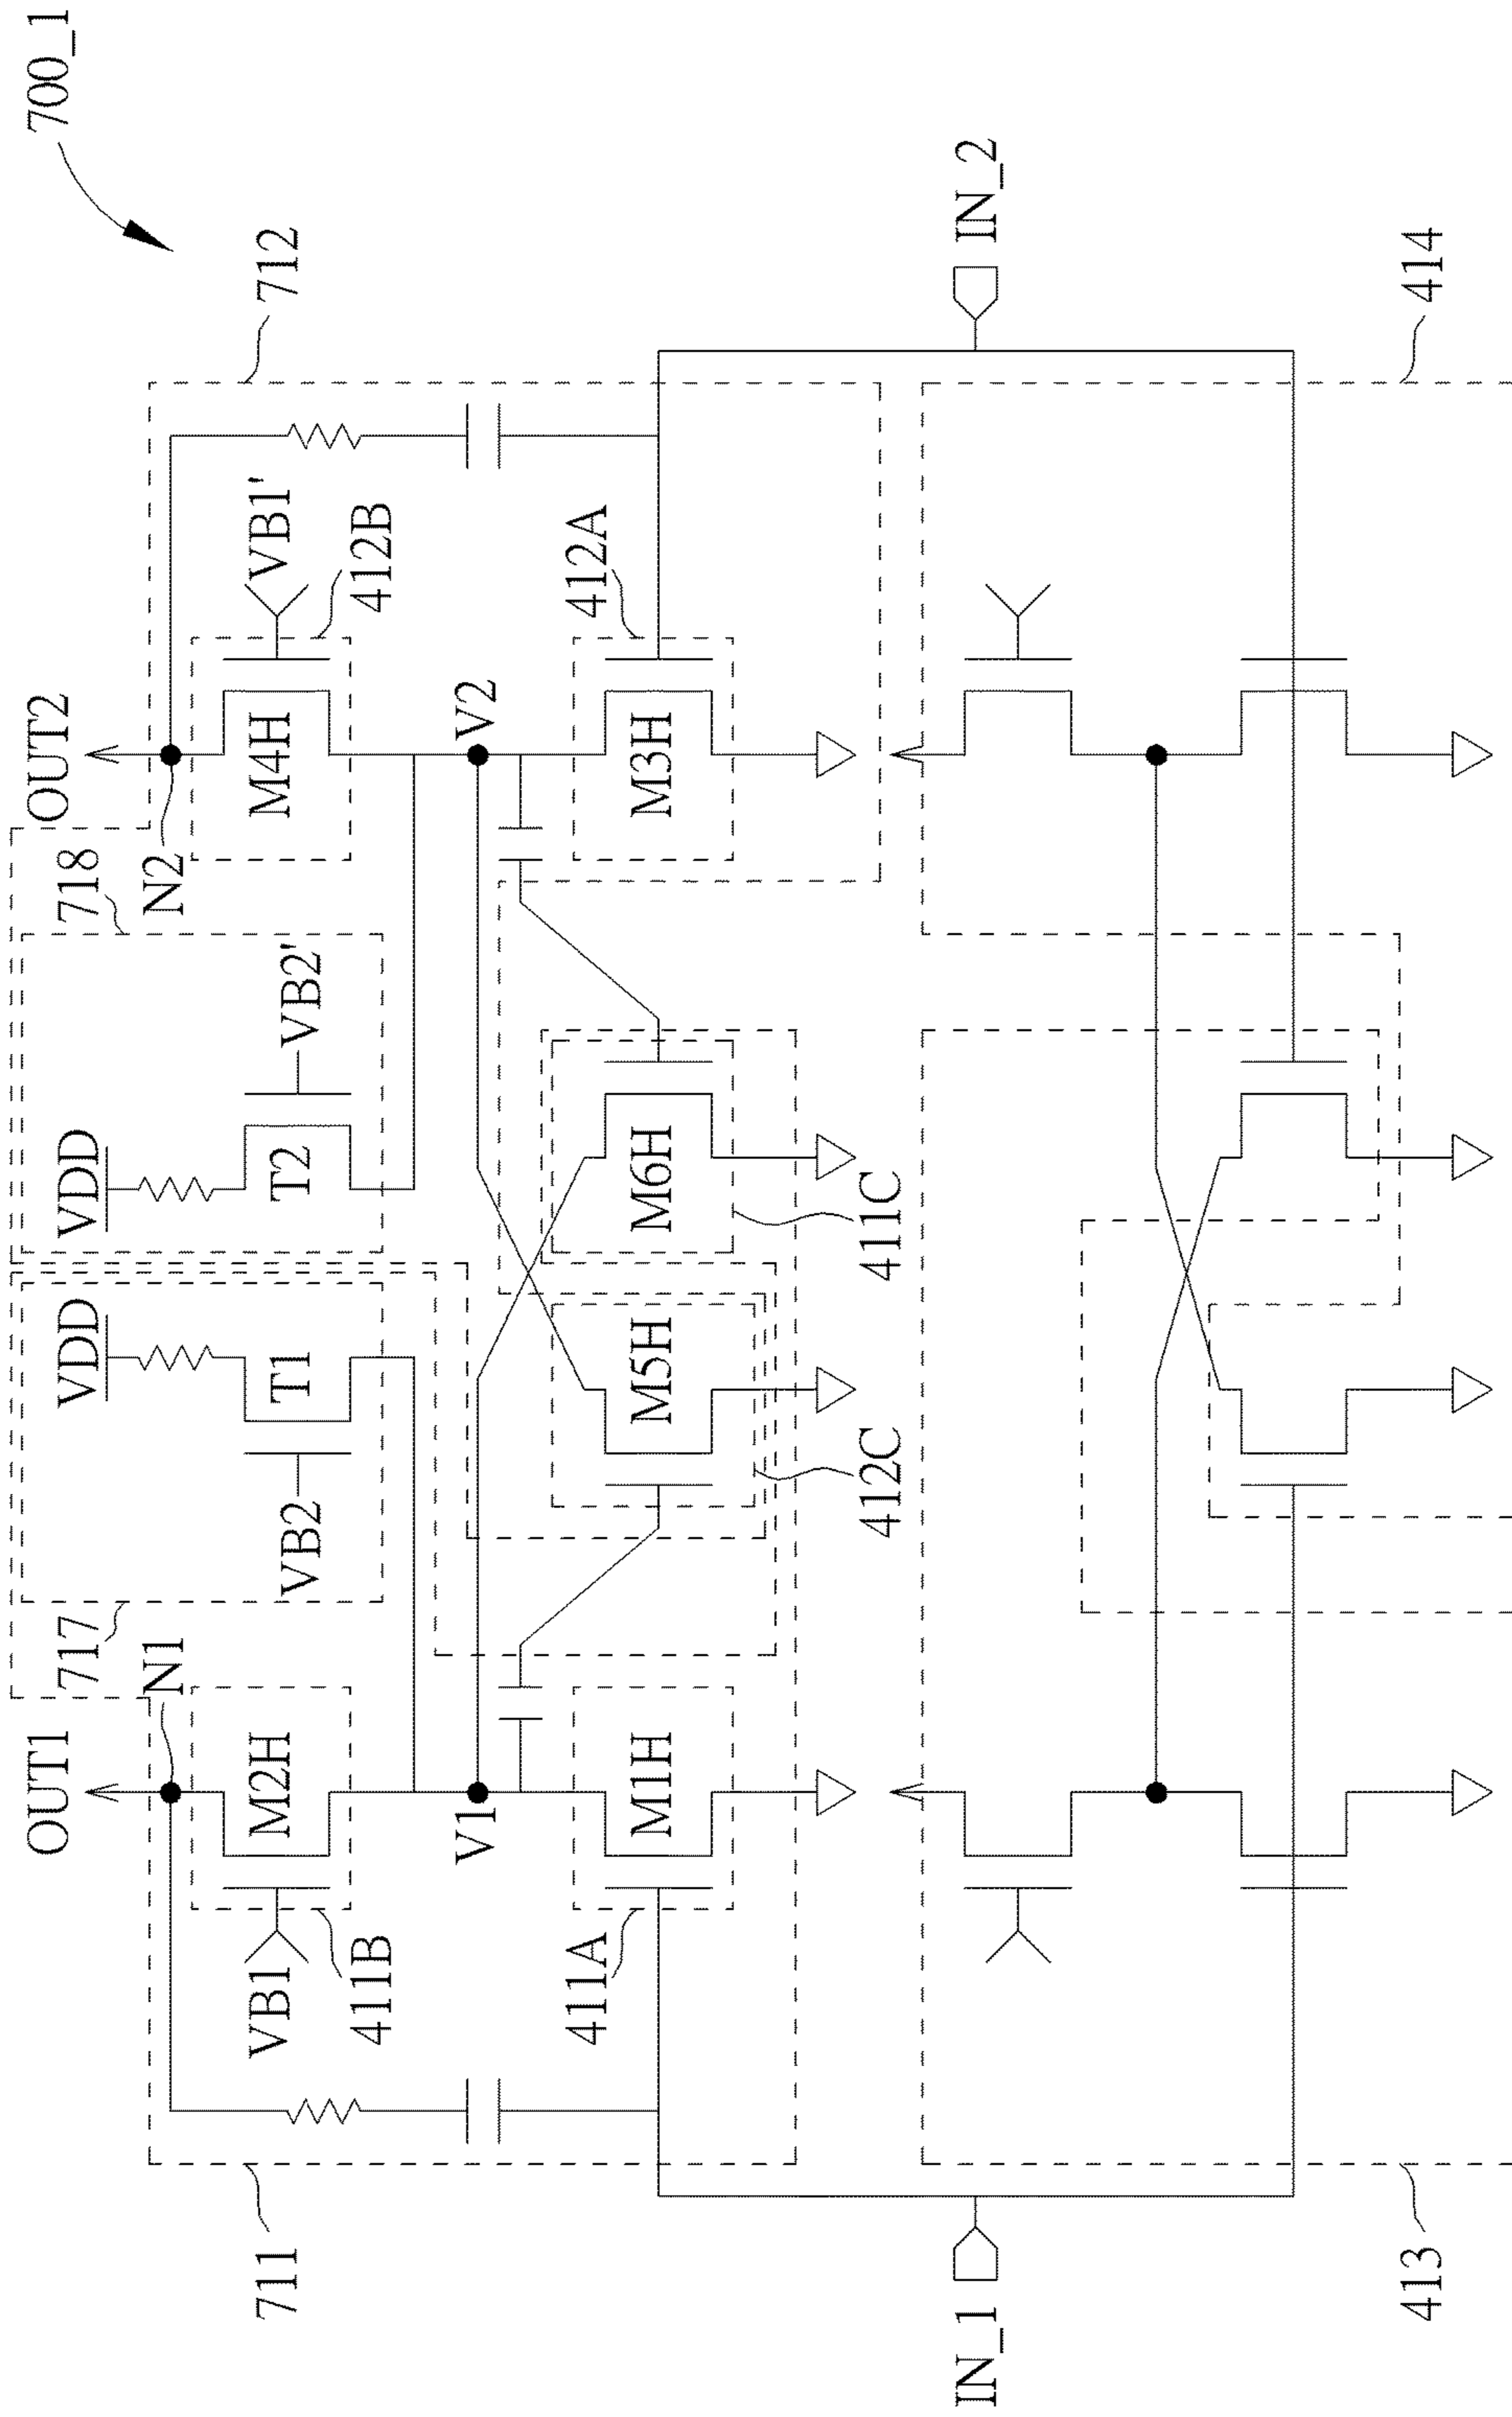 700_1
OUT1
OUT2
N1
N2
717
718
VDD
VDD
711
712
VB1
M2H
VB2
T1
T2
VB2'
M4H
VB1'
411B
412B
V1
V2
411A
M1H
M5H
M6H
M3H
412A
412C
411C
IN_1
IN_2
413
414